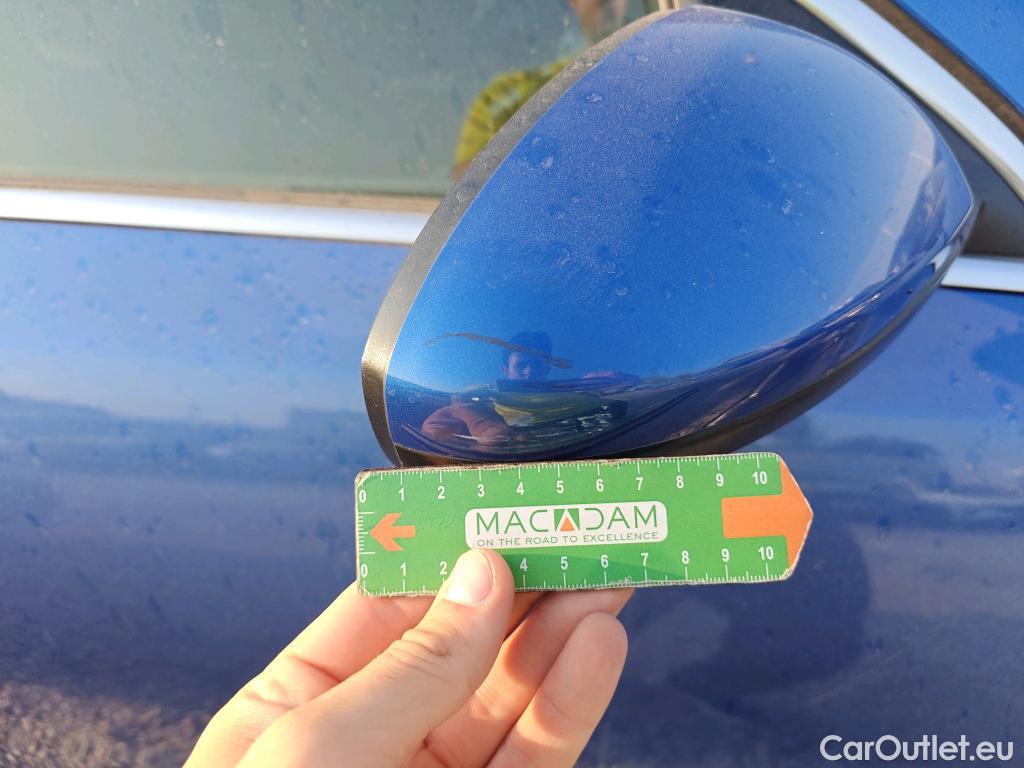 0 1 2 3 4 5 6 7 8 9 10
MACADAM
ON THE ROAD TO EXCELLENCE
0 1 2 4 5 6 7 8 9 10
CarOutlet.eu